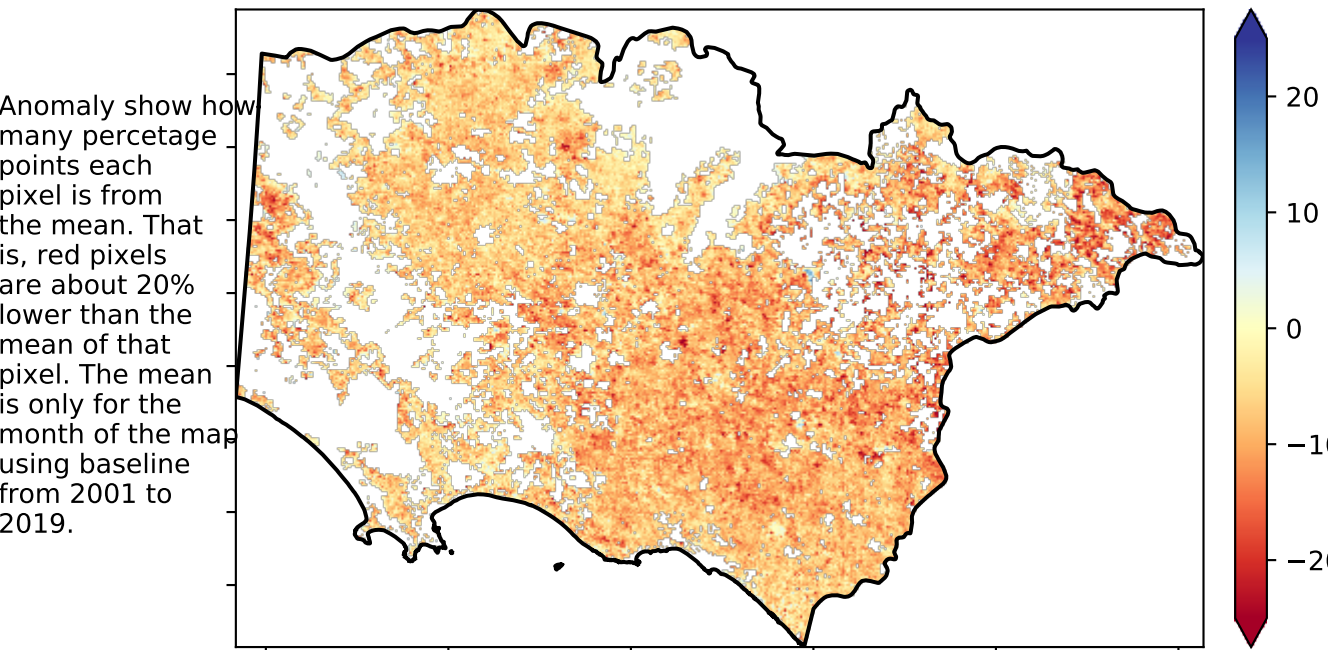 Anomaly show how
many percetage
points each
pixel is from
the mean. That
is, red pixels
are about 20%
lower than the
mean of that
pixel. The mean
is only for the
month of the map
using baseline
from 2001 to
2019.
20
10
0
−10
−20